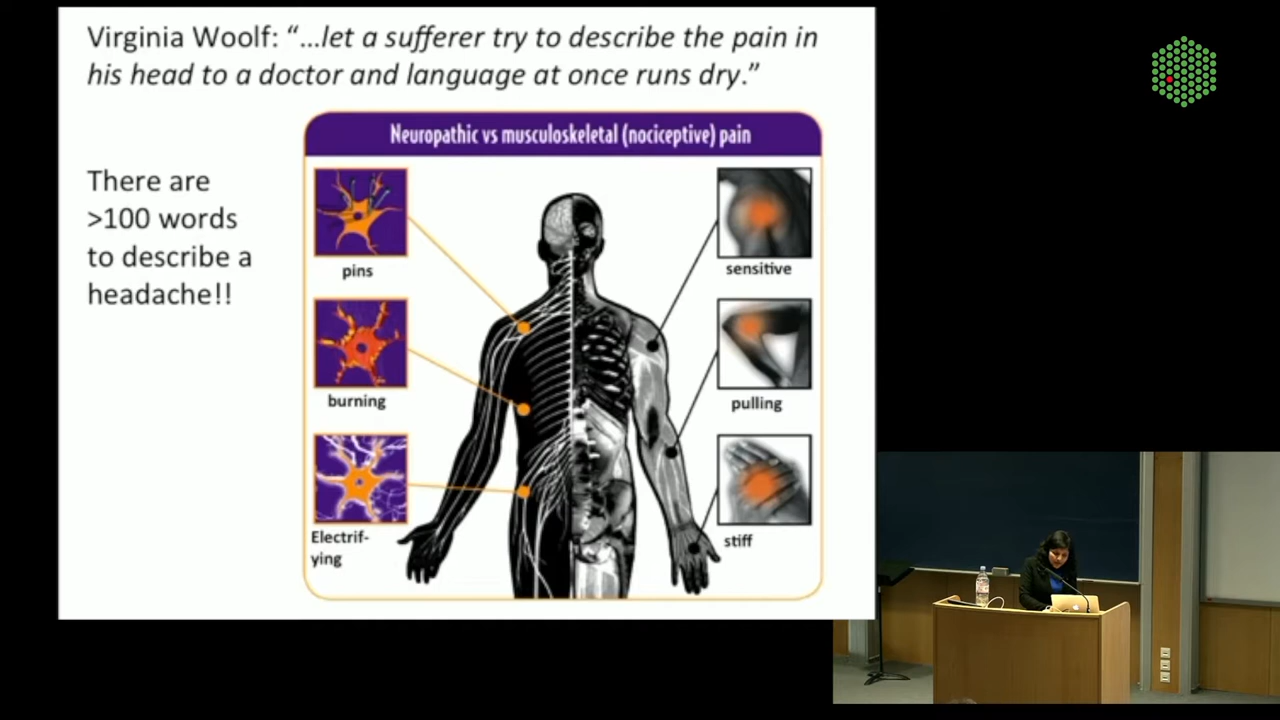 Virginia Woolf: “…let a sufferer try to describe the pain in
his head to a doctor and language at once runs dry.”
There are
>100 words
to describe a
headache!!
Neuropathic vs musculoskeletal (nociceptive) pain
pins
burning
Electrif-
ying
sensitive
pulling
stiff